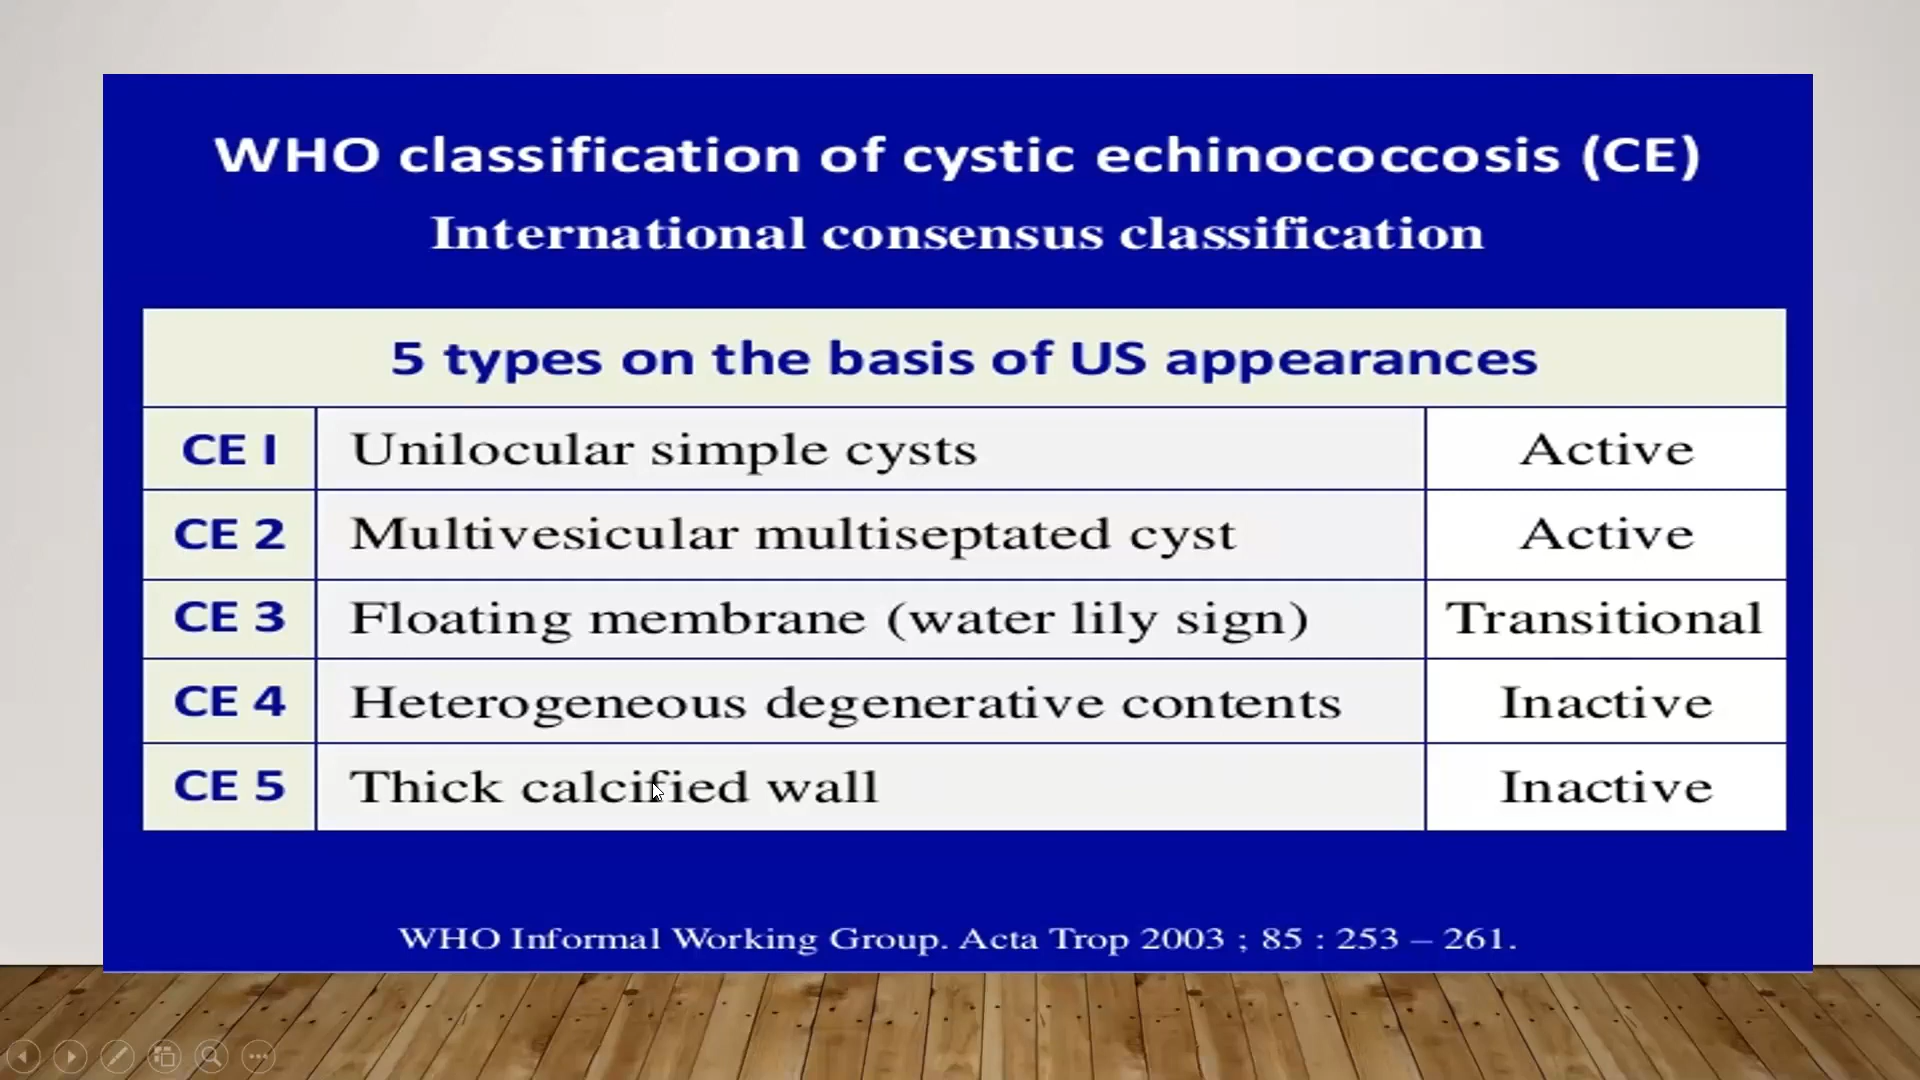 WHO classification of cystic echinococcosis (CE)
International consensus classification
5 types on the basis of US appearances
CE I Unilocular simple cysts Active
CE 2 Multivesicular multiseptated cyst Active
CE 3 Floating membrane (water lily sign) Transitional
CE 4 Heterogeneous degenerative contents Inactive
CE 5 Thick calcified wall Inactive
WHO Informal Working Group. Acta Trop 2003 ; 85 : 253 – 261.